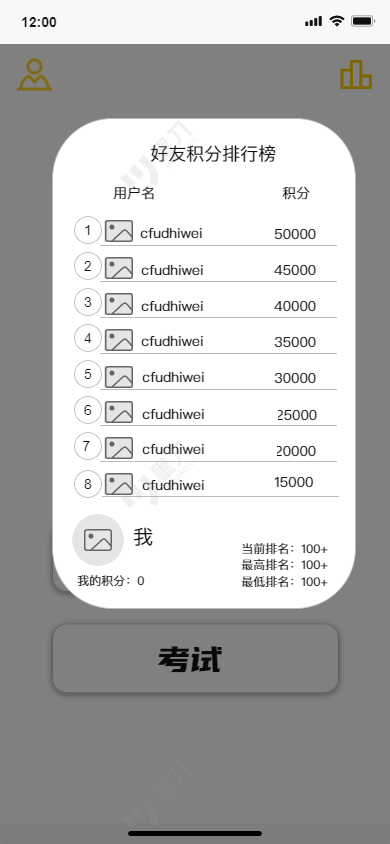 12:00
好友积分排行榜
用户名 积分
1 cfudhiwei 50000
2 cfudhiwei 45000
3 cfudhiwei 40000
4 cfudhiwei 35000
5 cfudhiwei 30000
6 cfudhiwei 25000
7 cfudhiwei 20000
8 cfudhiwei 15000
我
当前排名：100+
最高排名：100+
我的积分：0 最低排名：100+
考试